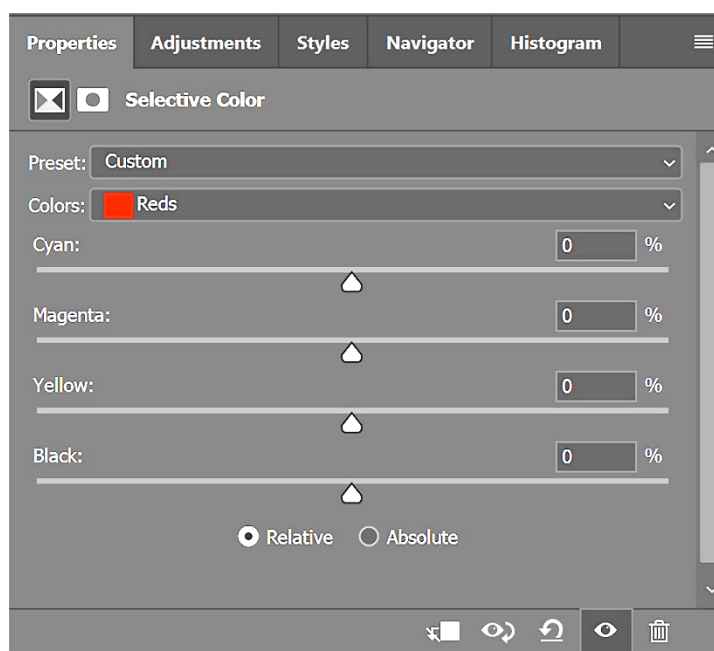 Properties Adjustments Styles Navigator Histogram
Selective Color
Preset: Custom
Colors: Reds
Cyan: 0 %
Magenta: 0 %
Yellow: 0 %
Black: 0 %
Relative Absolute